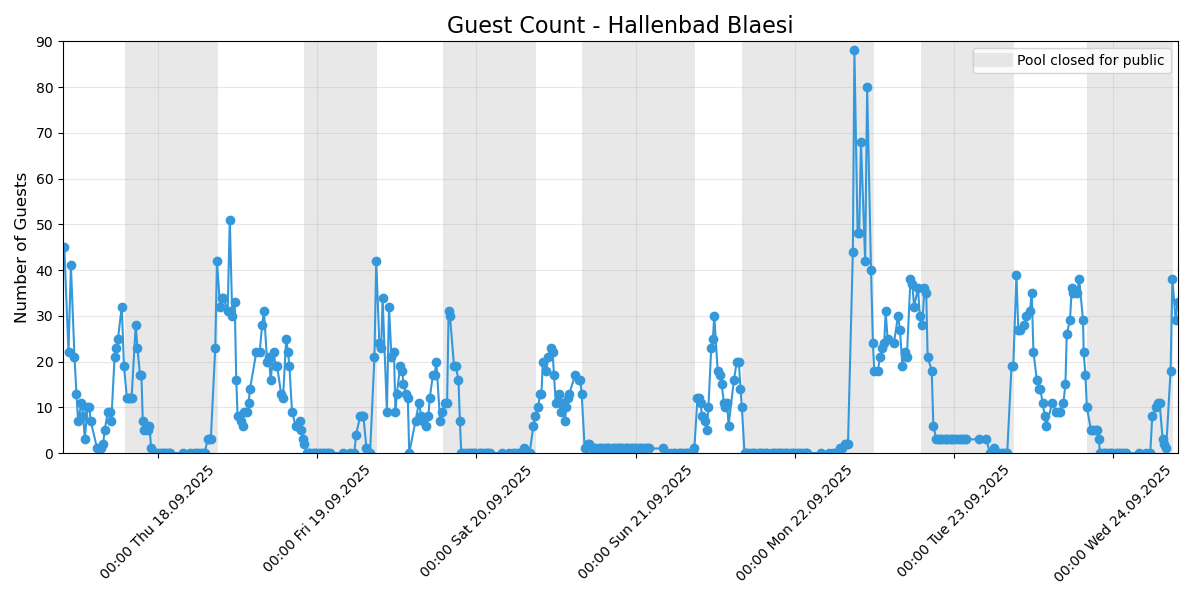 Guest Count - Hallenbad Blaesi
Pool closed for public
Number of Guests
90
80
70
60
50
40
30
20
10
0
00:00 Thu 18.09.2025
00:00 Fri 19.09.2025
00:00 Sat 20.09.2025
00:00 Sun 21.09.2025
00:00 Mon 22.09.2025
00:00 Tue 23.09.2025
00:00 Wed 24.09.2025